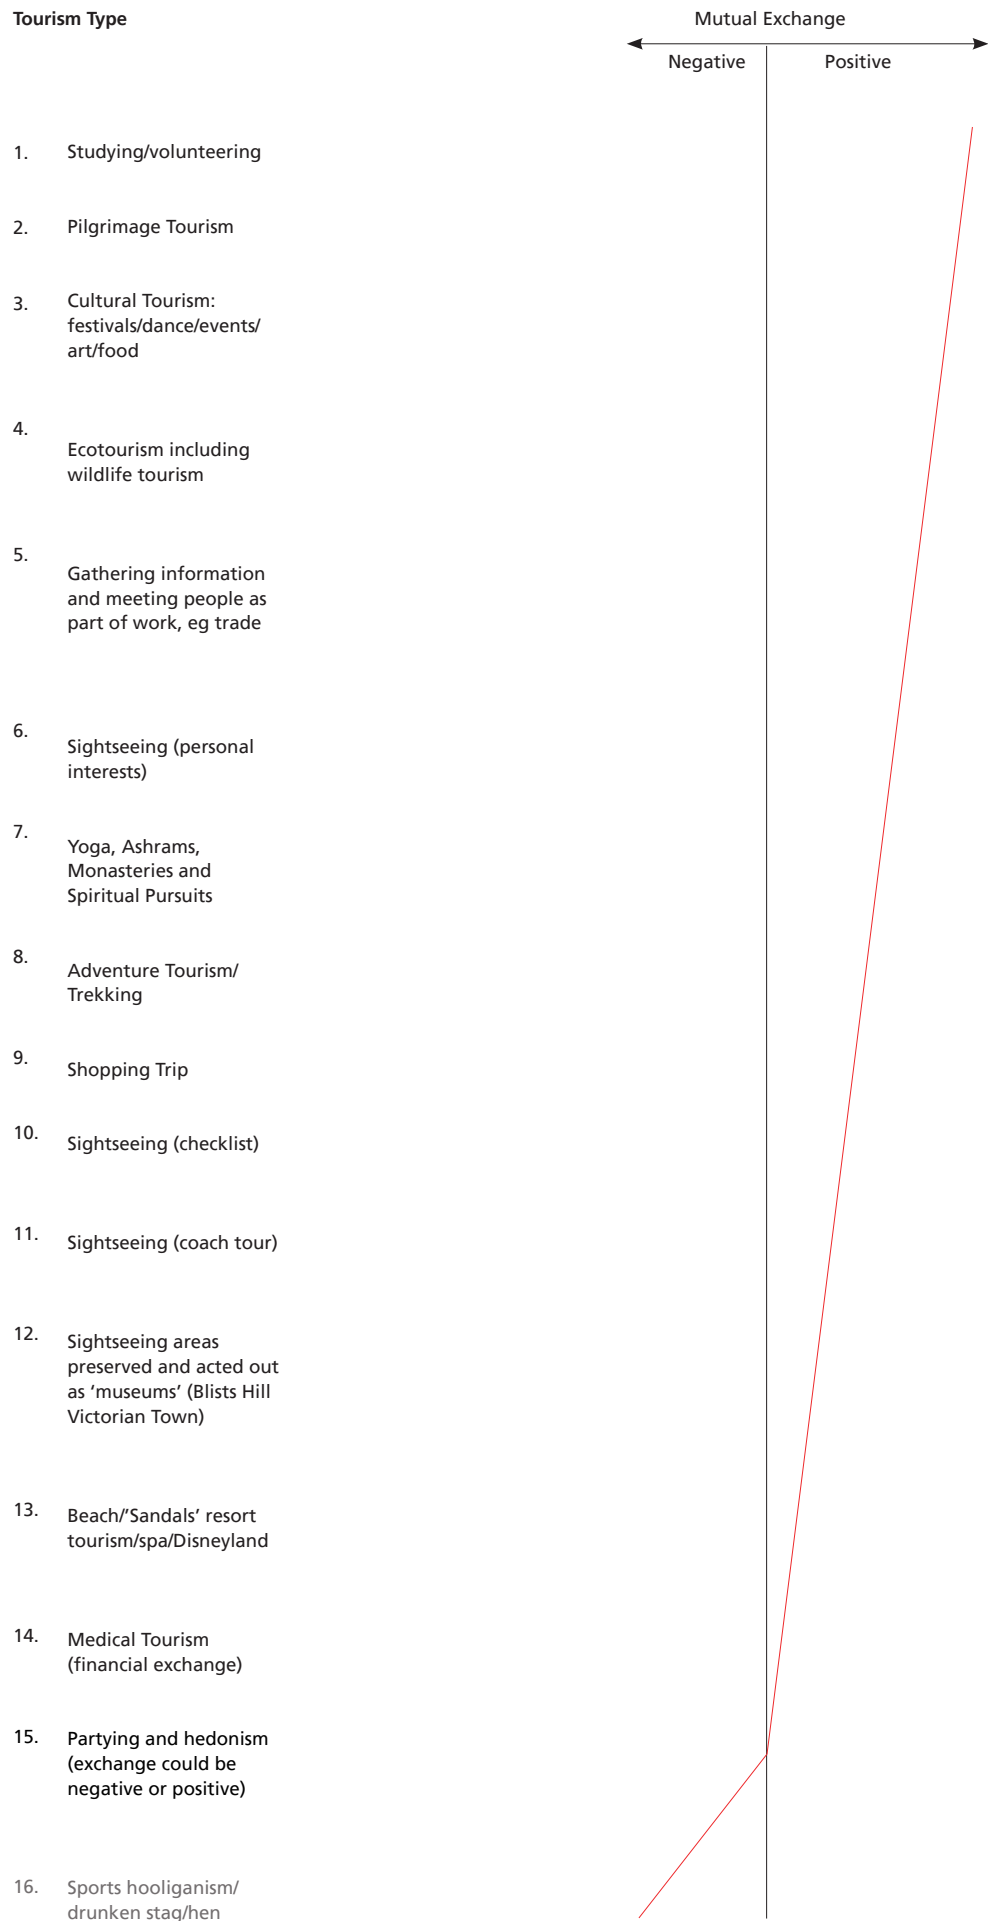 Tourism Type
Mutual Exchange
Negative
Positive
1.
Studying/volunteering
2.
Pilgrimage Tourism
3.
Cultural Tourism:
festivals/dance/events/
art/food
4.
Ecotourism including
wildlife tourism
5.
Gathering information
and meeting people as
part of work, eg trade
6.
Sightseeing (personal
interests)
7.
Yoga, Ashrams,
Monasteries and
Spiritual Pursuits
8.
Adventure Tourism/
Trekking
9.
Shopping Trip
10.
Sightseeing (checklist)
11.
Sightseeing (coach tour)
12.
Sightseeing areas
preserved and acted out
as ‘museums’ (Blists Hill
Victorian Town)
13.
Beach/’Sandals’ resort
tourism/spa/Disneyland
14.
Medical Tourism
(financial exchange)
15.
Partying and hedonism
(exchange could be
negative or positive)
16.
Sports hooliganism/
drunken stag/hen